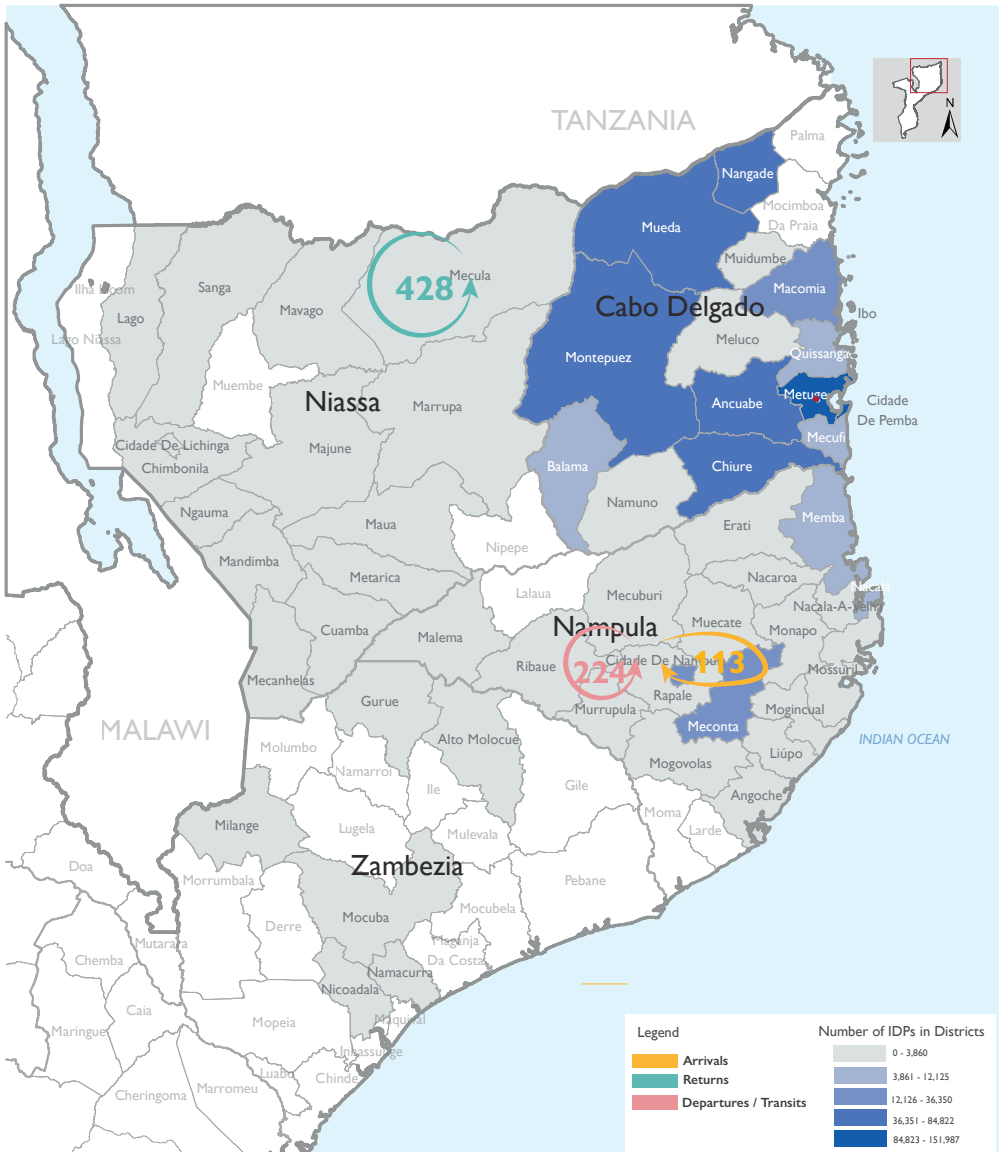 TANZANIA
N
Palma
Nangade
Mocimboa
Da Praia
Mueda
Muidumbe
Mecula
428
Sanga
Mavago
Macomia
Cabo Delgado
Ibo
Lago
Lago Niassa
Meluco
Quissanga
Montepuez
Muembe
Metuge
Cidade
De Pemba
Niassa
Marrupa
Ancuabe
Mecufi
Cidade De Lichinga
Majune
Chimbonila
Balama
Chiure
Namuno
Ngauma
Memba
Maua
Erati
Nipepe
Mandimba
Metarica
Nacaroa
Lalaua
Mecuburi
Nacala
Nacala-A-Velha
Muecate
Monapo
Nampula
Cuamba
Malema
Cidade De Nampula
113
224
Ribaue
Mossuril
Mecanhelas
Rapale
Gurue
Murrupula
Mogincual
MALAWI
Meconta
INDIAN OCEAN
Alto Molocue
Molumbo
Liúpo
Mogovolas
Namarroi
Gile
Ile
Angoche
Moma
Milange
Lugela
Mulevala
Larde
Zambezia
Doa
Morrumbala
Pebane
Mocuba
Mocubela
Derre
Mutarara
Maganja
Da Costa
Chemba
Namacurra
Nicoadala
Caia
Maquival
Mopeia
Maringue
Inhassunge
Luabo
Chinde
Marromeu
Cheringoma
Legend
Arrivals
Returns
Departures / Transits
Number of IDPs in Districts
0 - 3,860
3,861 - 12,125
12,126 - 36,350
36,351 - 84,822
84,823 - 151,987